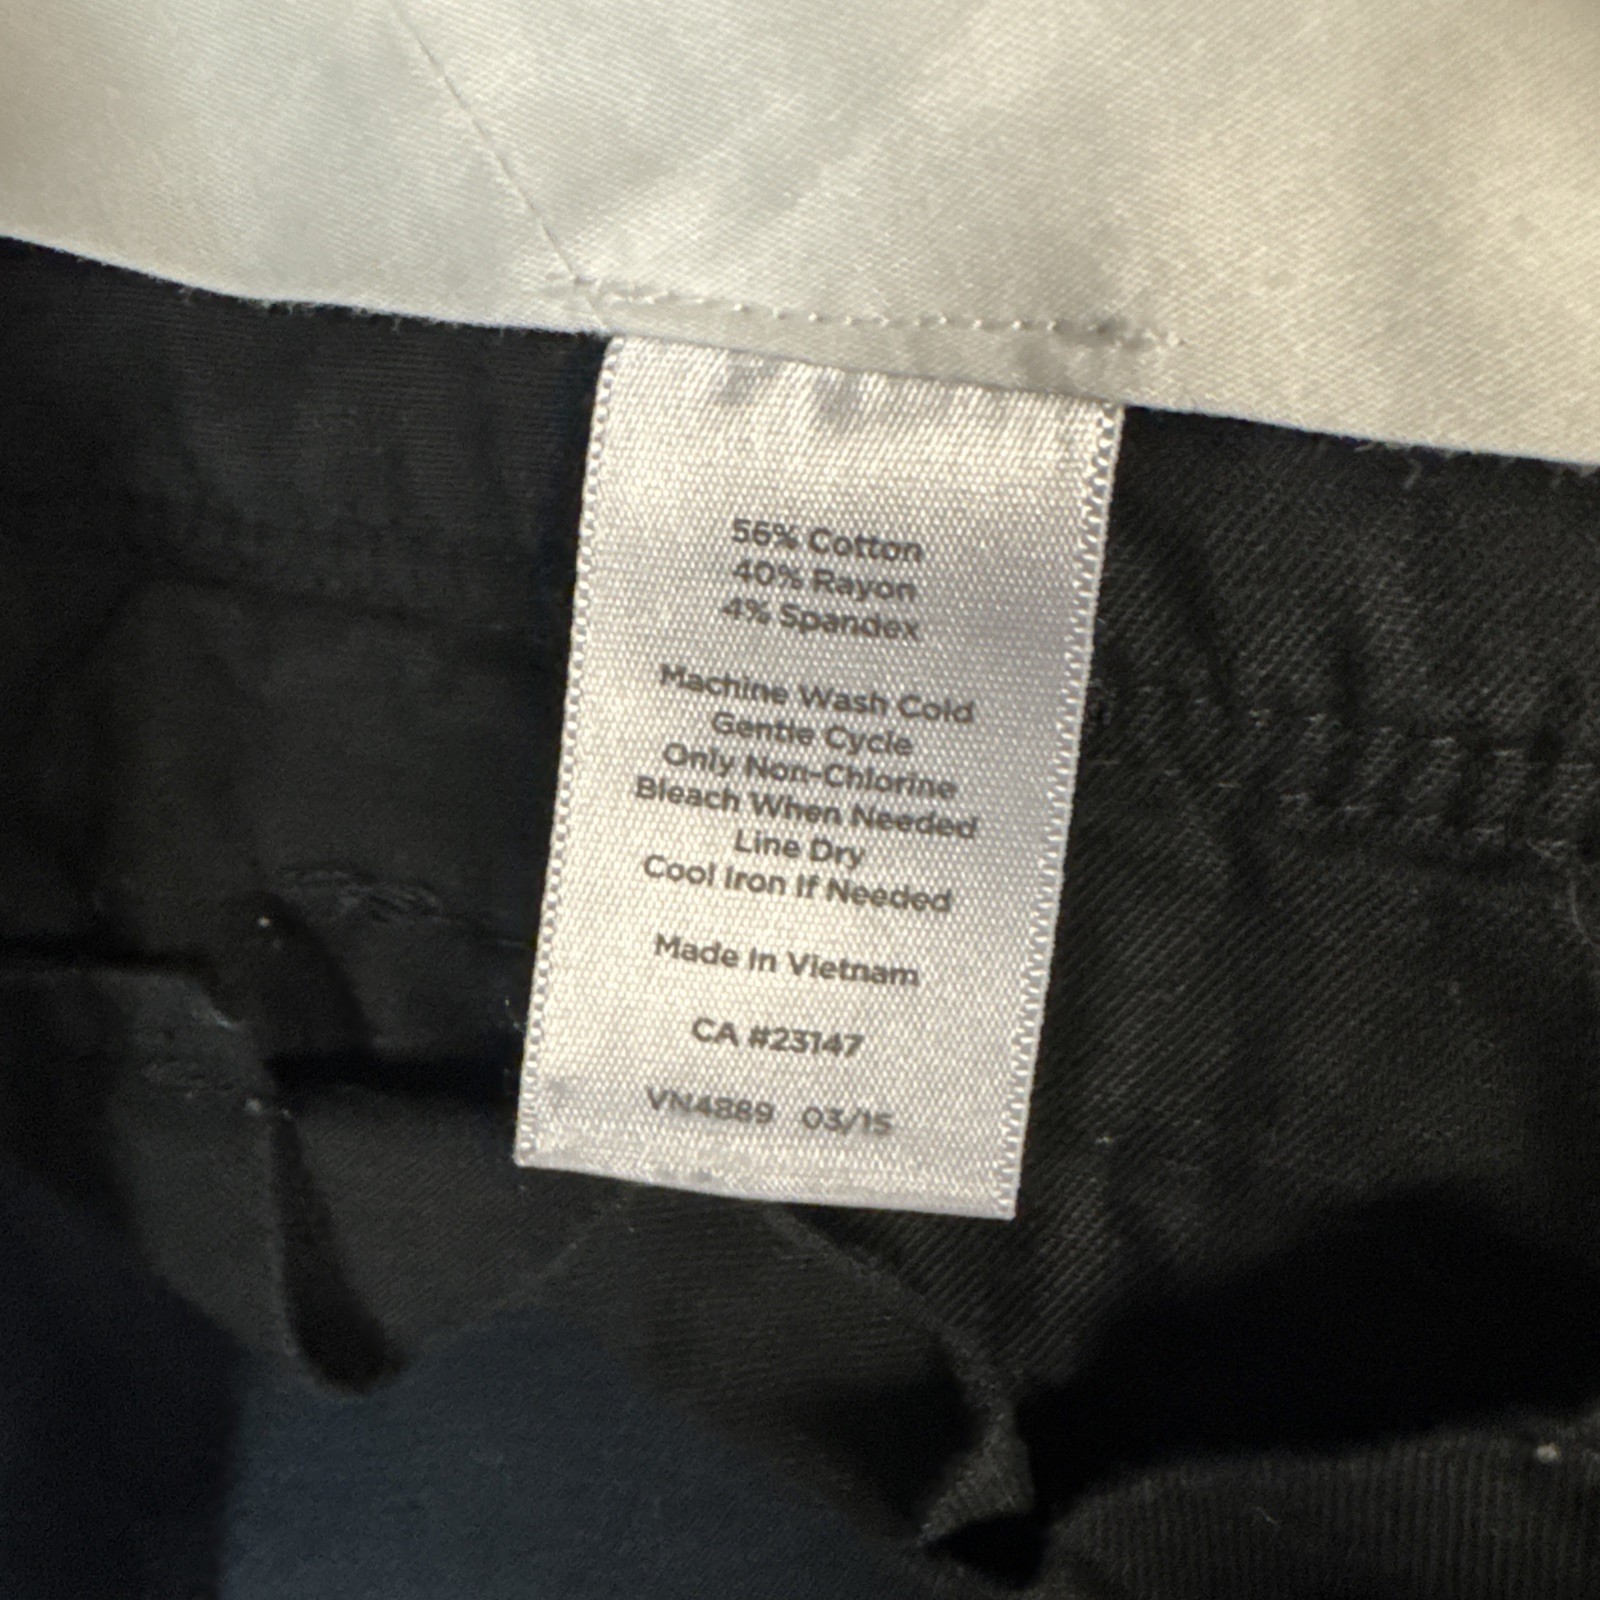 56% Cotton
40% Rayon
4% Spandex
Machine Wash Cold
Gentle Cycle
Only Non-Chlorine
Bleach When Needed
Line Dry
Cool Iron If Needed
Made In Vietnam
CA #23147
VN4889 03/15